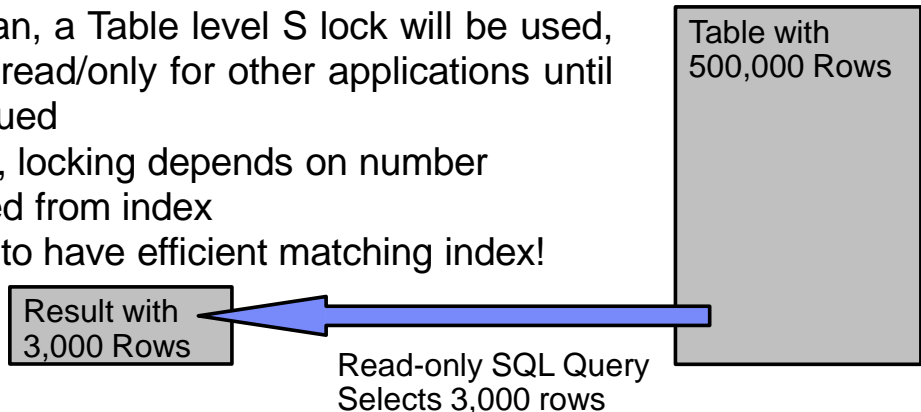 an, a Table level S lock will be used,
read/only for other applications until
ued
, locking depends on number
ed from index
to have efficient matching index!
Table with
500,000 Rows
Result with
3,000 Rows
Read-only SQL Query
Selects 3,000 rows